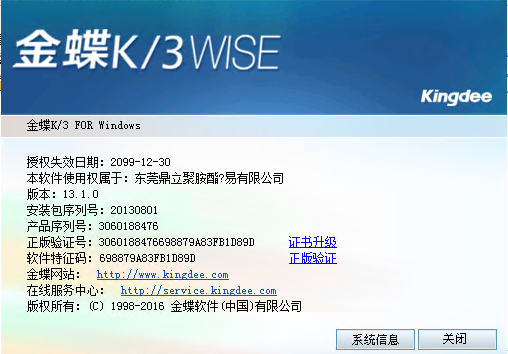 金蝶K/3 WISE
Kingdee
金蝶K/3 FOR Windows
授权失效日期：2099-12-30
本软件使用权属于：东莞鼎立聚胺酯?易有限公司
版本：13.1.0
安装包序列号：20130801
产品序列号：3060188476
正版验证号：3060188476698879A83FB1D89D 证书升级
软件特征码：698879A83FB1D89D 正版验证
金蝶网站： http://www.kingdee.com
在线服务中心： http://service.kingdee.com
版权所有：(C) 1998-2016 金蝶软件(中国)有限公司
系统信息 关闭